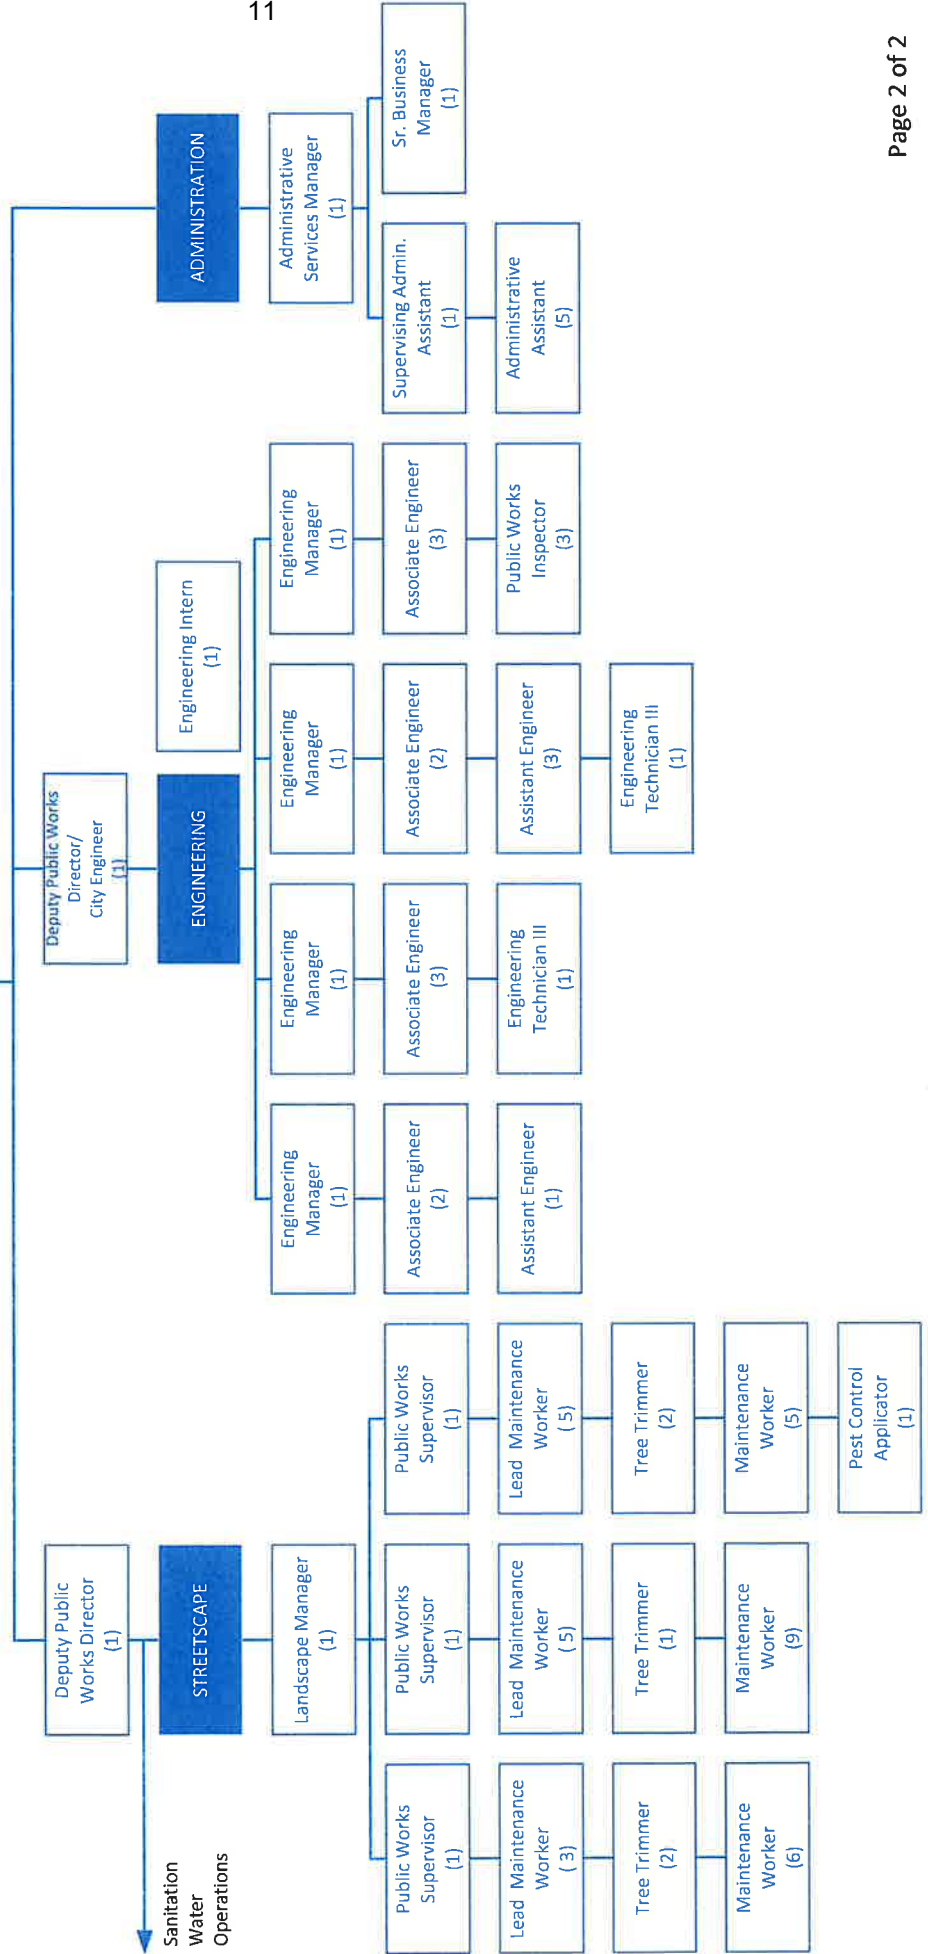 11
Deputy Public
Works Director
(1)
Sanitation
Water
Operations
STREETSCAPE
Landscape Manager
(1)
Public Works
Supervisor
(1)
Lead Maintenance
Worker
( 3)
Tree Trimmer
(2)
Maintenance
Worker
(6)
Public Works
Supervisor
(1)
Lead Maintenance
Worker
( 5)
Tree Trimmer
(1)
Maintenance
Worker
(9)
Public Works
Supervisor
(1)
Lead Maintenance
Worker
( 5)
Tree Trimmer
(2)
Maintenance
Worker
(5)
Pest Control
Applicator
(1)
Deputy Public Works
Director/
City Engineer
(1)
ENGINEERING
Engineering Intern
(1)
Engineering
Manager
(1)
Associate Engineer
(2)
Assistant Engineer
(1)
Engineering
Manager
(1)
Associate Engineer
(3)
Engineering
Technician III
(1)
Engineering
Manager
(1)
Associate Engineer
(2)
Assistant Engineer
(3)
Engineering
Technician III
(1)
Engineering
Manager
(1)
Associate Engineer
(3)
Public Works
Inspector
(3)
ADMINISTRATION
Administrative
Services Manager
(1)
Supervising Admin.
Assistant
(1)
Administrative
Assistant
(5)
Sr. Business
Manager
(1)
Page 2 of 2